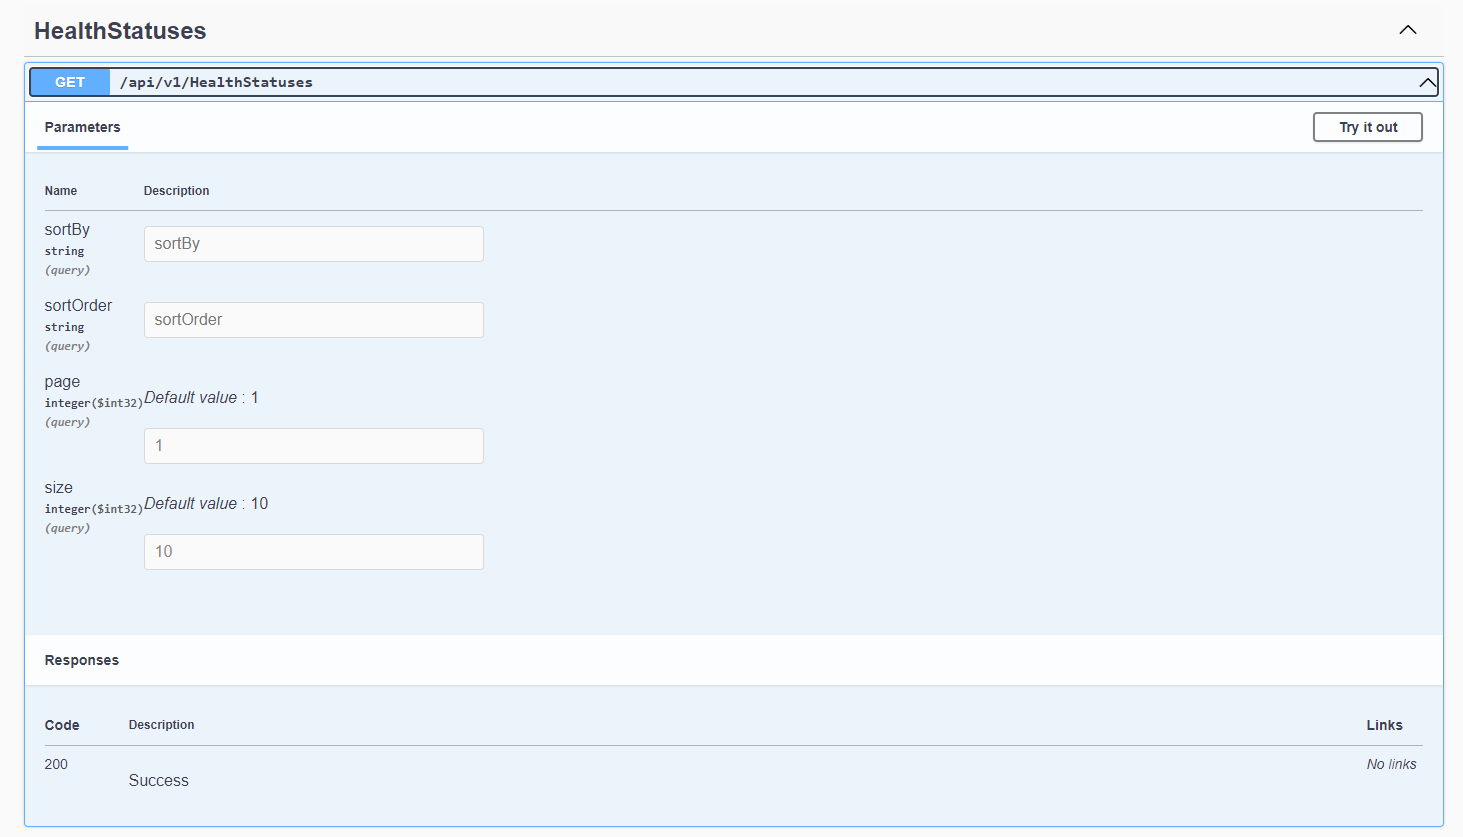 HealthStatuses
GET /api/v1/HealthStatuses
Parameters Try it out
Name Description
sortBy
string
(query)
sortBy
sortOrder
string
(query)
sortOrder
page
integer($int32)
(query)
Default value : 1
1
size
integer($int32)
(query)
Default value : 10
10
Responses
Code Description Links
200 Success No links